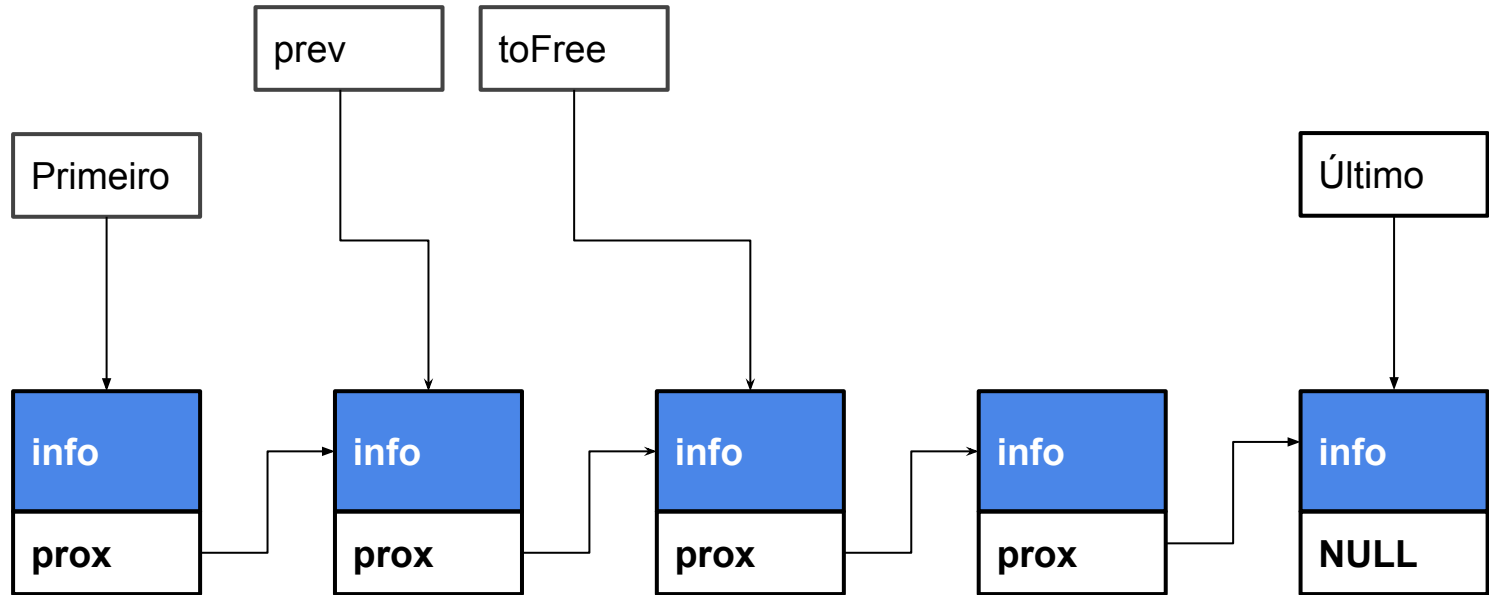 prev
toFree
Primeiro
Último
info
info
info
info
info
prox
prox
prox
prox
NULL